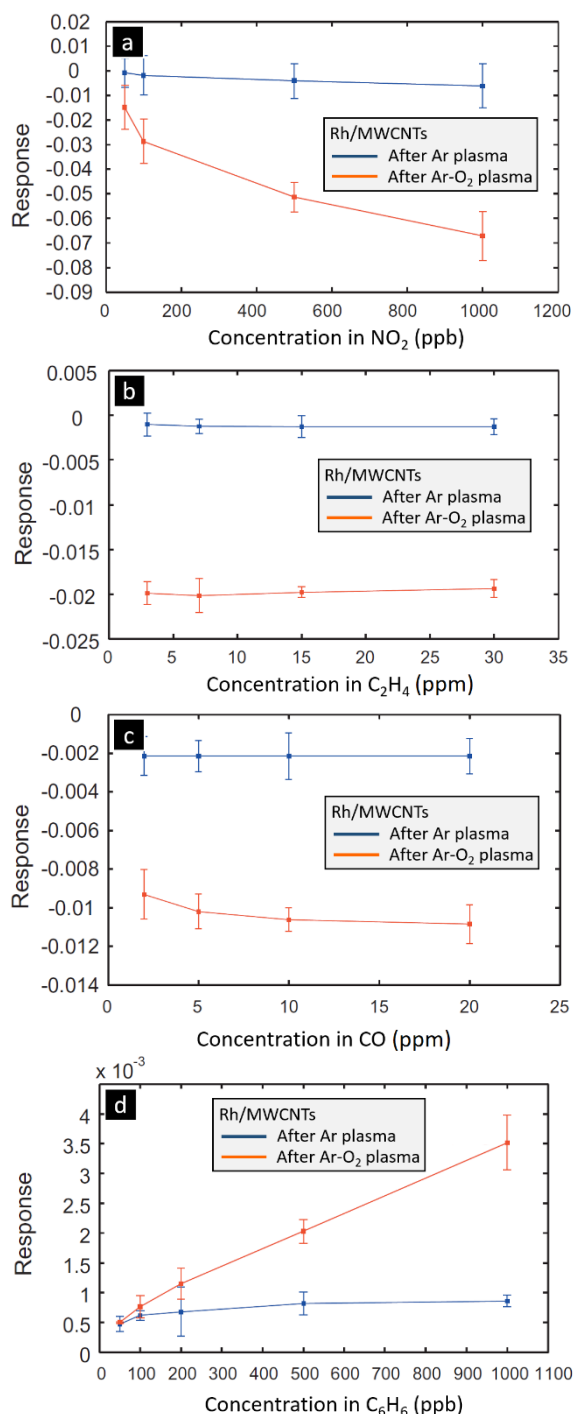 a
0.02
0.01
0
-0.01
-0.02
-0.03
-0.04
-0.05
-0.06
-0.07
-0.08
-0.09
Response
Rh/MWCNTs
After Ar plasma
After Ar-O₂ plasma
0 200 400 600 800 1000 1200
Concentration in NO₂ (ppb)
b
0.005
0
-0.005
-0.01
-0.015
-0.02
-0.025
Response
Rh/MWCNTs
After Ar plasma
After Ar-O₂ plasma
0 5 10 15 20 25 30 35
Concentration in C₂H₄ (ppm)
c
0
-0.002
-0.004
-0.006
-0.008
-0.01
-0.012
-0.014
Response
Rh/MWCNTs
After Ar plasma
After Ar-O₂ plasma
0 5 10 15 20 25
Concentration in CO (ppm)
x 10⁻³
d
4
3.5
3
2.5
2
1.5
1
0.5
0
Response
Rh/MWCNTs
After Ar plasma
After Ar-O₂ plasma
0 100 200 300 400 500 600 700 800 900 1000 1100
Concentration in C₆H₆ (ppb)